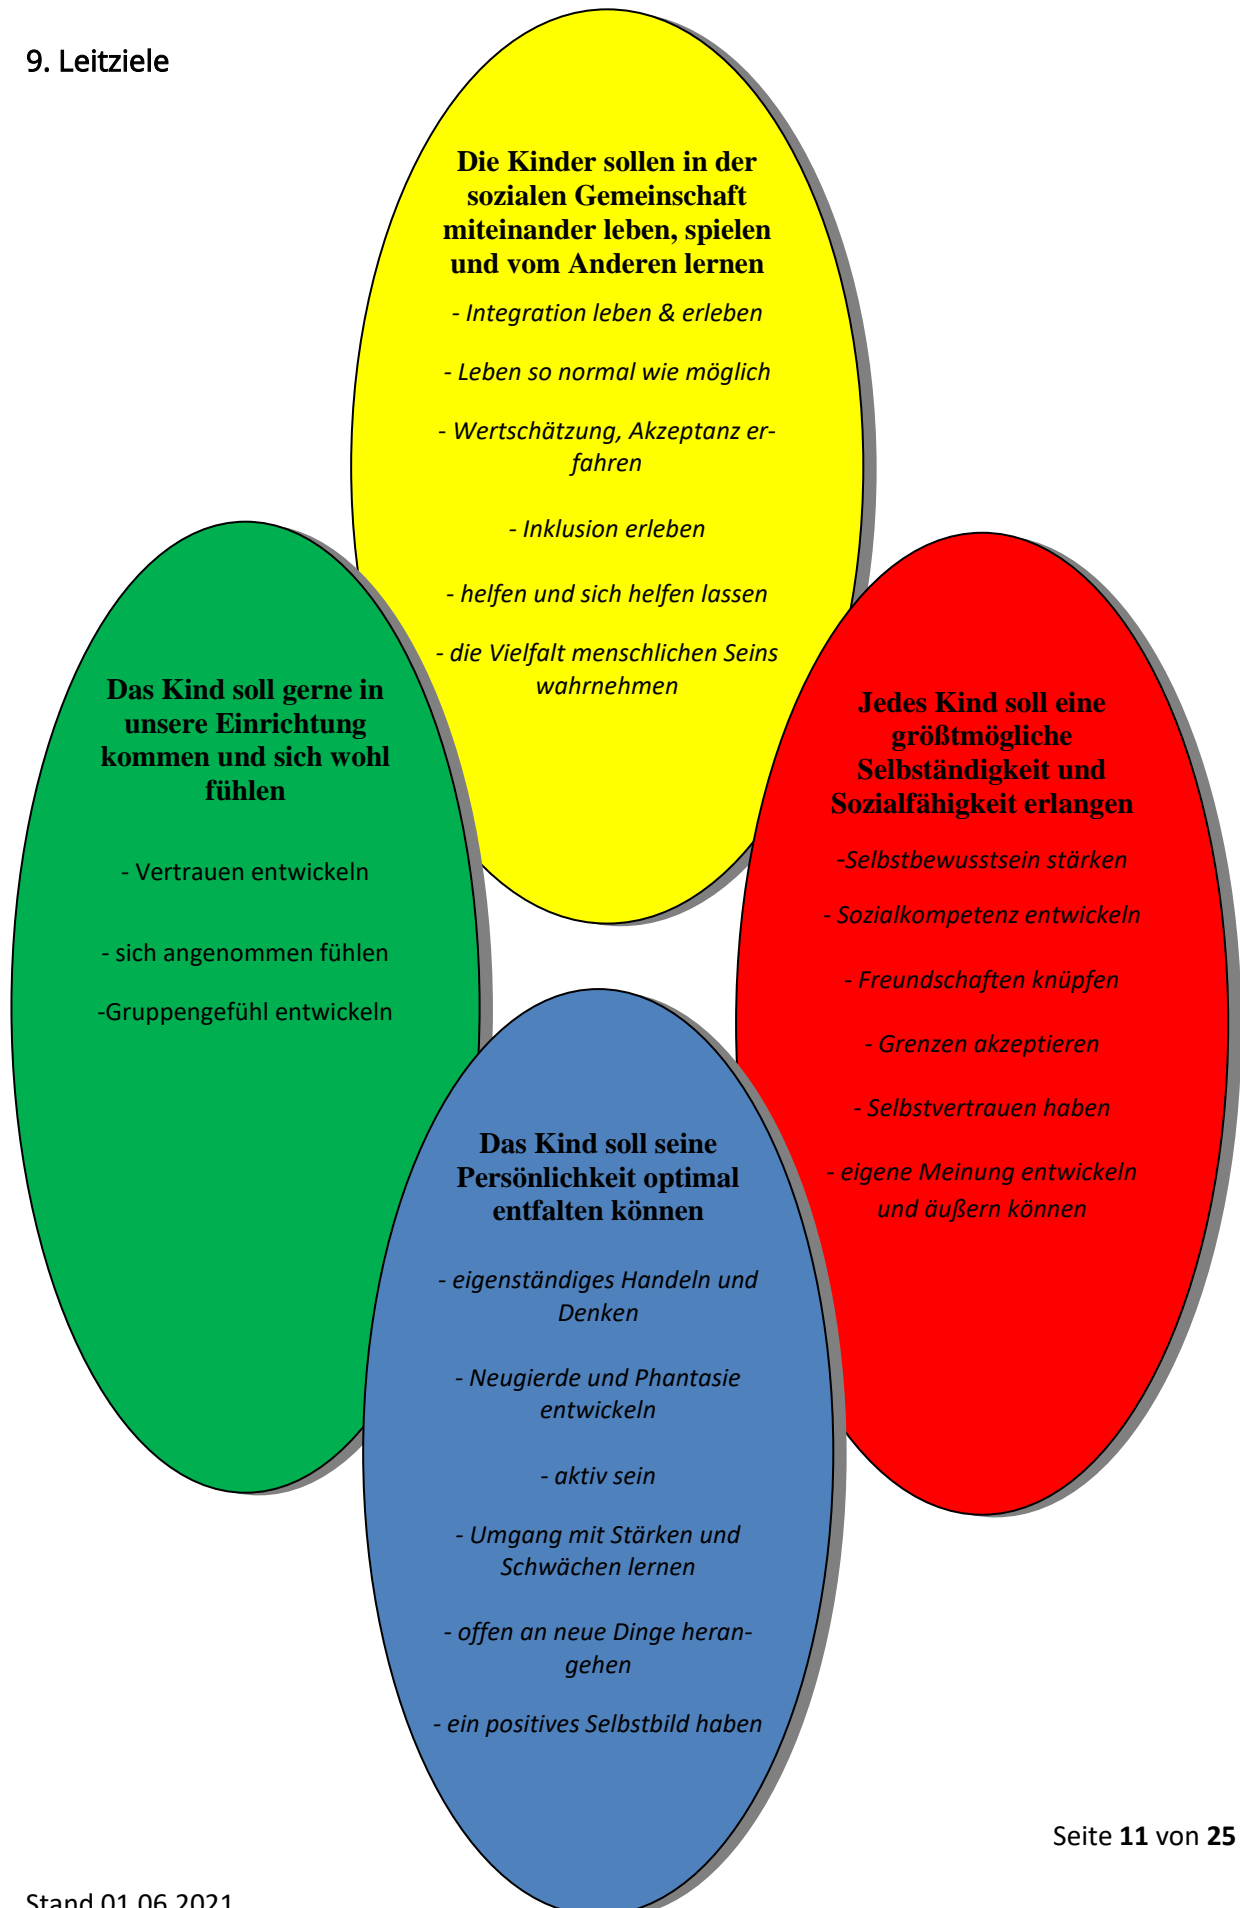 9. Leitziele
Die Kinder sollen in der
sozialen Gemeinschaft
miteinander leben, spielen
und vom Anderen lernen
- Integration leben & erleben
- Leben so normal wie möglich
- Wertschätzung, Akzeptanz er-
fahren
- Inklusion erleben
- helfen und sich helfen lassen
- die Vielfalt menschlichen Seins
wahrnehmen
Das Kind soll gerne in
unsere Einrichtung
kommen und sich wohl
fühlen
- Vertrauen entwickeln
- sich angenommen fühlen
-Gruppengefühl entwickeln
Jedes Kind soll eine
größtmögliche
Selbständigkeit und
Sozialfähigkeit erlangen
-Selbstbewusstsein stärken
- Sozialkompetenz entwickeln
- Freundschaften knüpfen
- Grenzen akzeptieren
- Selbstvertrauen haben
- eigene Meinung entwickeln
und äußern können
Das Kind soll seine
Persönlichkeit optimal
entfalten können
- eigenständiges Handeln und
Denken
- Neugierde und Phantasie
entwickeln
- aktiv sein
- Umgang mit Stärken und
Schwächen lernen
- offen an neue Dinge heran-
gehen
- ein positives Selbstbild haben
Seite 11 von 25
Stand 01.06.2021